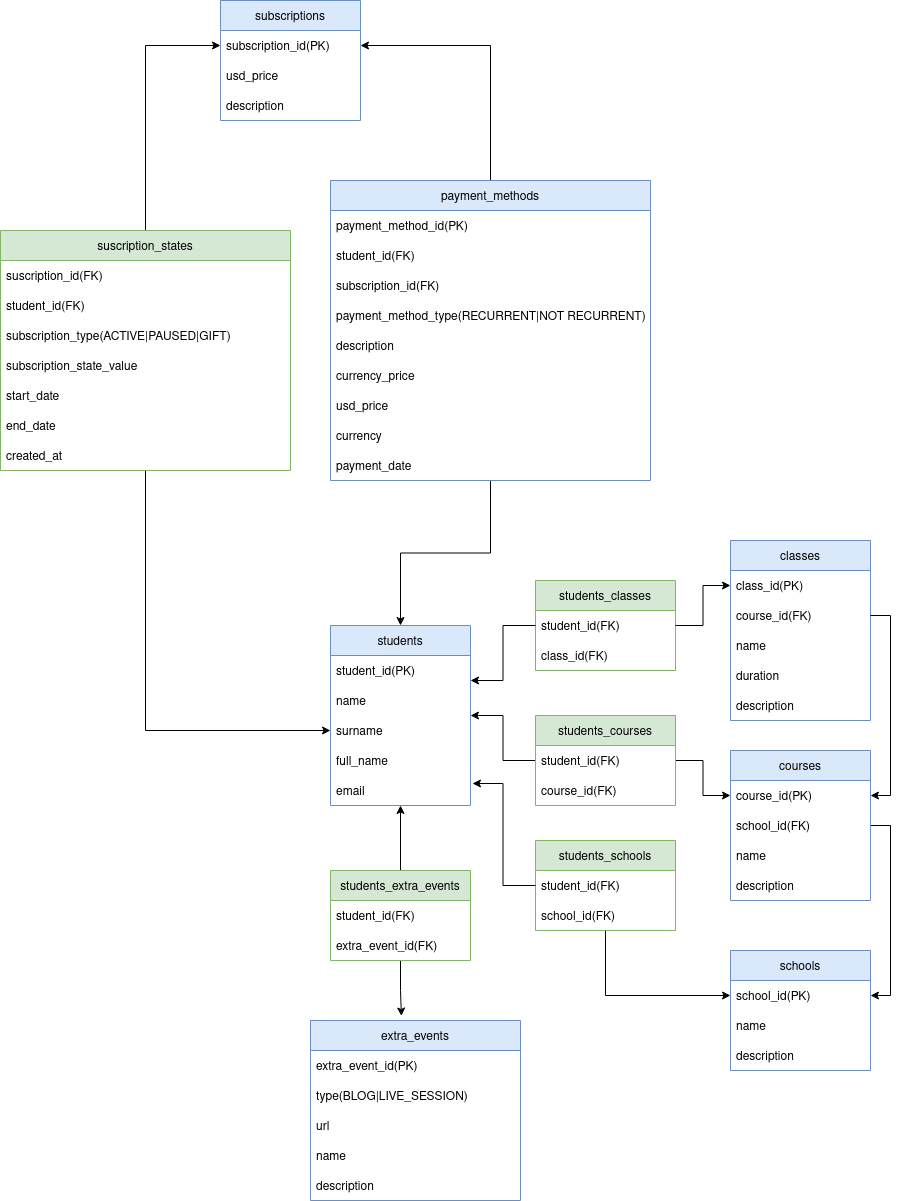 subscriptions
subscription_id(PK)
usd_price
description
payment_methods
payment_method_id(PK)
student_id(FK)
subscription_id(FK)
payment_method_type(RECURRENT|NOT RECURRENT)
description
currency_price
usd_price
currency
payment_date
suscription_states
suscription_id(FK)
student_id(FK)
subscription_type(ACTIVE|PAUSED|GIFT)
subscription_state_value
start_date
end_date
created_at
students
student_id(PK)
name
surname
full_name
email
students_classes
student_id(FK)
class_id(FK)
classes
class_id(PK)
course_id(FK)
name
duration
description
students_courses
student_id(FK)
course_id(FK)
courses
course_id(PK)
school_id(FK)
name
description
students_schools
student_id(FK)
school_id(FK)
schools
school_id(PK)
name
description
students_extra_events
student_id(FK)
extra_event_id(FK)
extra_events
extra_event_id(PK)
type(BLOG|LIVE_SESSION)
url
name
description